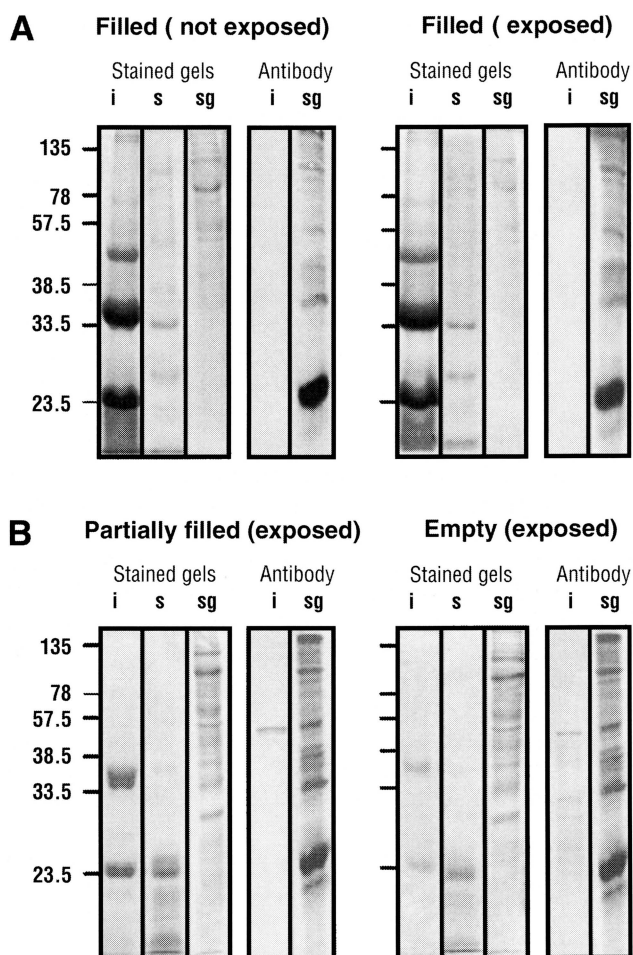 A
Filled ( not exposed)
Filled ( exposed)
Stained gels
Antibody
Stained gels
Antibody
i s sg i sg
i s sg i sg
135
78
57.5
38.5
33.5
23.5
B
Partially filled (exposed)
Empty (exposed)
Stained gels
Antibody
Stained gels
Antibody
i s sg i sg
i s sg i sg
135
78
57.5
38.5
33.5
23.5